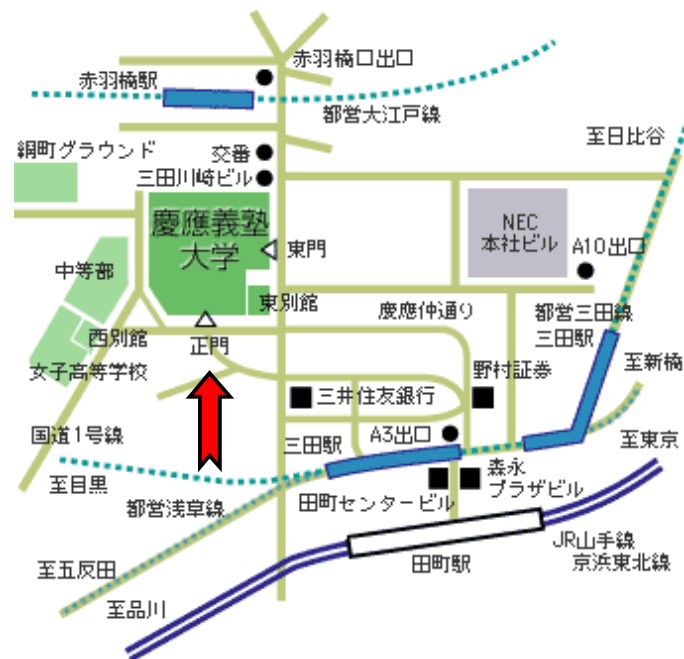 赤羽橋口出口
赤羽橋駅
都営大江戸線
至日比谷
綱町グラウンド
交番
三田川崎ビル
慶應義塾
大学
東門
NEC
本社ビル
A10出口
中等部
東別館
慶應仲通り
都営三田線
三田駅
西別館
正門
女子高等学校
野村証券
至新橋
三井住友銀行
国道1号線
三田駅
A3出口
至東京
至目黒
森永
プラザビル
都営浅草線
田町センタービル
JR山手線
京浜東北線
至五反田
田町駅
至品川